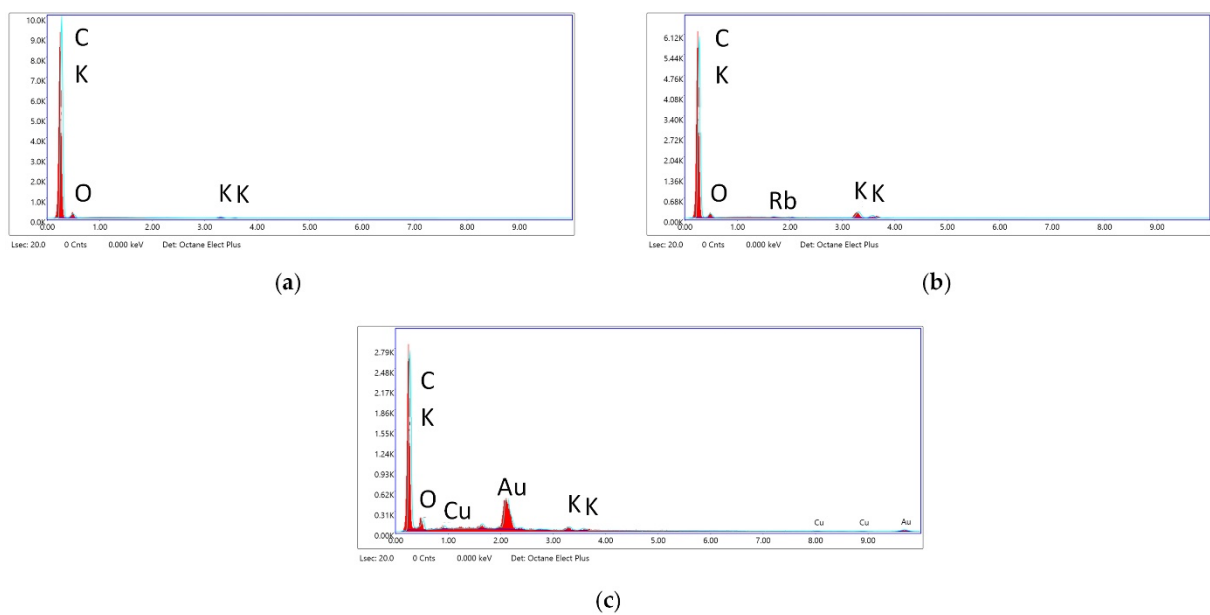 10.0K
9.0K
8.0K
7.0K
6.0K
5.0K
4.0K
3.0K
2.0K
1.0K
0.0K
C
K
O
K K
0.00 1.00 2.00 3.00 4.00 5.00 6.00 7.00 8.00 9.00
Lsec: 20.0 0 Cnts 0.000 keV Det: Octane Elect Plus
(a)
6.12K
5.44K
4.76K
4.08K
3.40K
2.72K
2.04K
1.36K
0.68K
0.00K
C
K
O
Rb
K K
0.00 1.00 2.00 3.00 4.00 5.00 6.00 7.00 8.00 9.00
Lsec: 20.0 0 Cnts 0.000 keV Det: Octane Elect Plus
(b)
2.79K
2.48K
2.17K
1.86K
1.55K
1.24K
0.93K
0.62K
0.31K
0.00K
C
K
O
Cu
Au
K K
Cu Cu Au
0.00 1.00 2.00 3.00 4.00 5.00 6.00 7.00 8.00 9.00
Lsec: 20.0 0 Cnts 0.000 keV Det: Octane Elect Plus
(c)